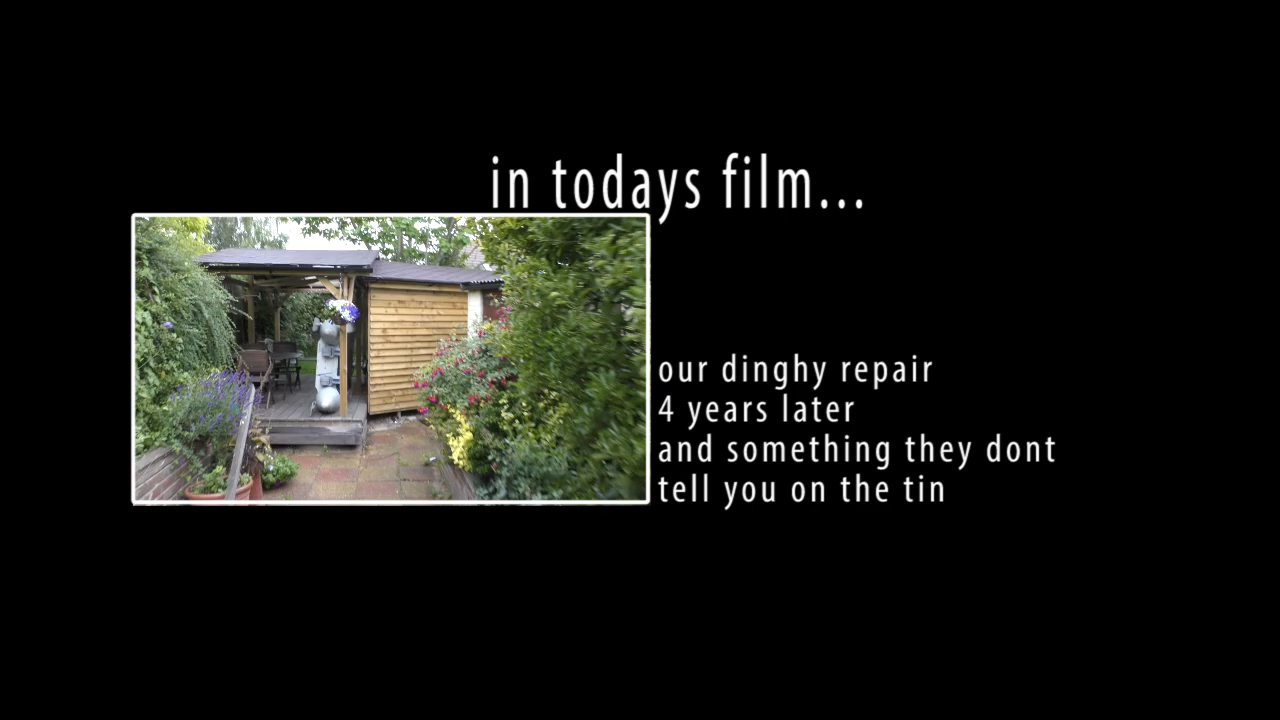 in todays film...
our dinghy repair
4 years later
and something they dont
tell you on the tin